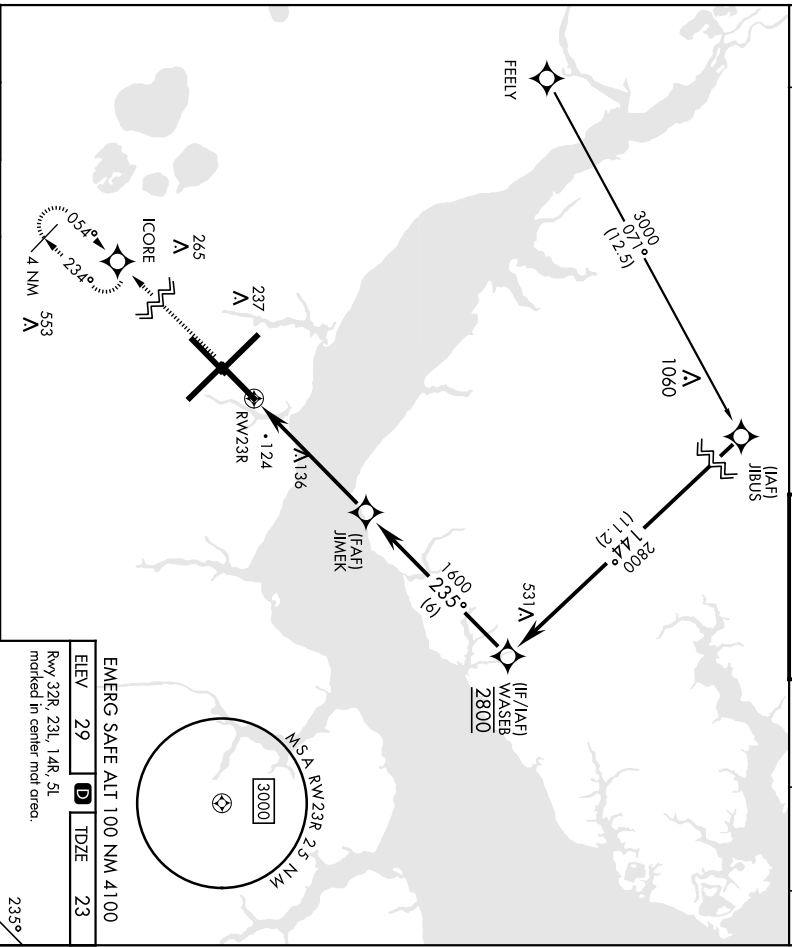 FEELY
3000
071°
(12.5)
1060
(IAF)
JIBUS
2800
144°
(11.2)
531
(IF/IAF)
WASEB
2800
1600
235°
(6)
(FAF)
JIMEK
136
124
RW23R
237
265
ICORE
054°
234°
4 NM
553
MSA RW23R 25 NM
3000
EMERG SAFE ALT 100 NM 4100
ELEV 29 D TDZE 23
Rwy 32R, 23L, 14R, 5L
marked in center mat area.
235°